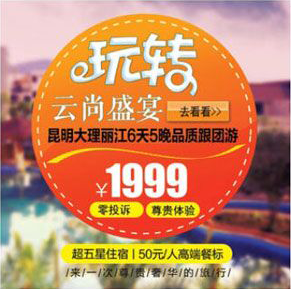 玩转
云尚盛宴 去看看>>
昆明大理丽江6天5晚品质跟团游
¥1999
零投诉 尊贵体验
超五星住宿 | 50元/人高端餐标
/来/一/次/尊/贵/奢/华/的/旅/行/